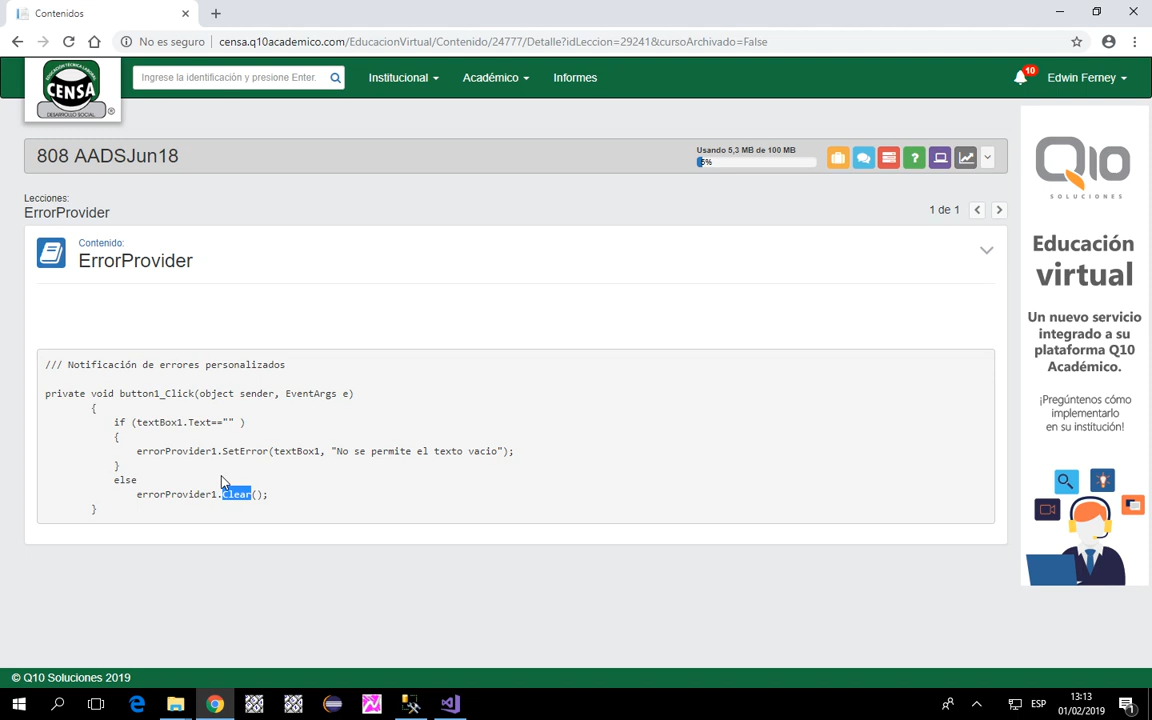 Contenidos
No es seguro
censa.q10academico.com/EducacionVirtual/Contenido/24777/Detalle?idLeccion=29241&cursoArchivado=False
CENSA
DESARROLLO SOCIAL
Ingrese la identificación y presione Enter.
Institucional
Académico
Informes
10
Edwin Ferney
808 AADSJun18
Usando 5,3 MB de 100 MB
5%
Lecciones:
ErrorProvider
1 de 1
Contenido:
ErrorProvider
/// Notificación de errores personalizados
private void button1_Click(object sender, EventArgs e)
{
if (textBox1.Text=="" )
{
errorProvider1.SetError(textBox1, "No se permite el texto vacio");
}
else
errorProvider1.Clear();
}
Q10
SOLUCIONES
Educación
virtual
Un nuevo servicio
integrado a su
plataforma Q10
Académico.
¡Pregúntenos cómo
implementarlo
en su institución!
© Q10 Soluciones 2019
ESP
13:13
01/02/2019
1